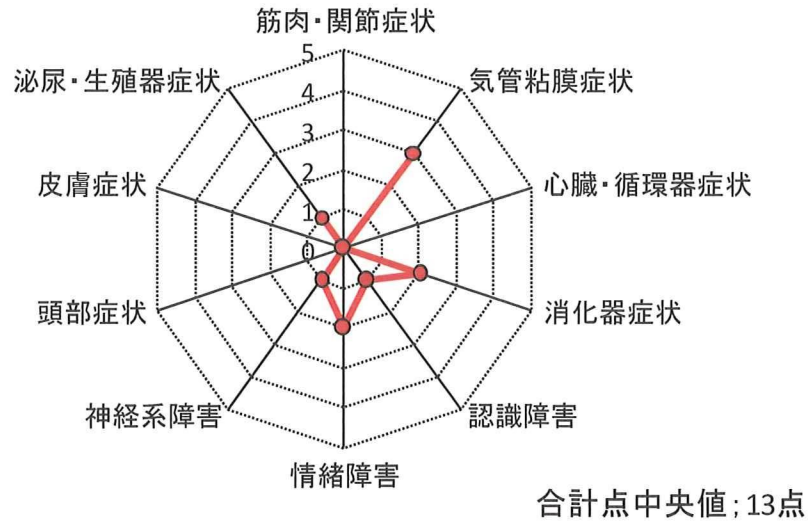 筋肉・関節症状
5
4
3
2
1
0
気管粘膜症状
心臓・循環器症状
消化器症状
認識障害
情緒障害
神経系障害
頭部症状
皮膚症状
泌尿・生殖器症状
合計点中央値；13点